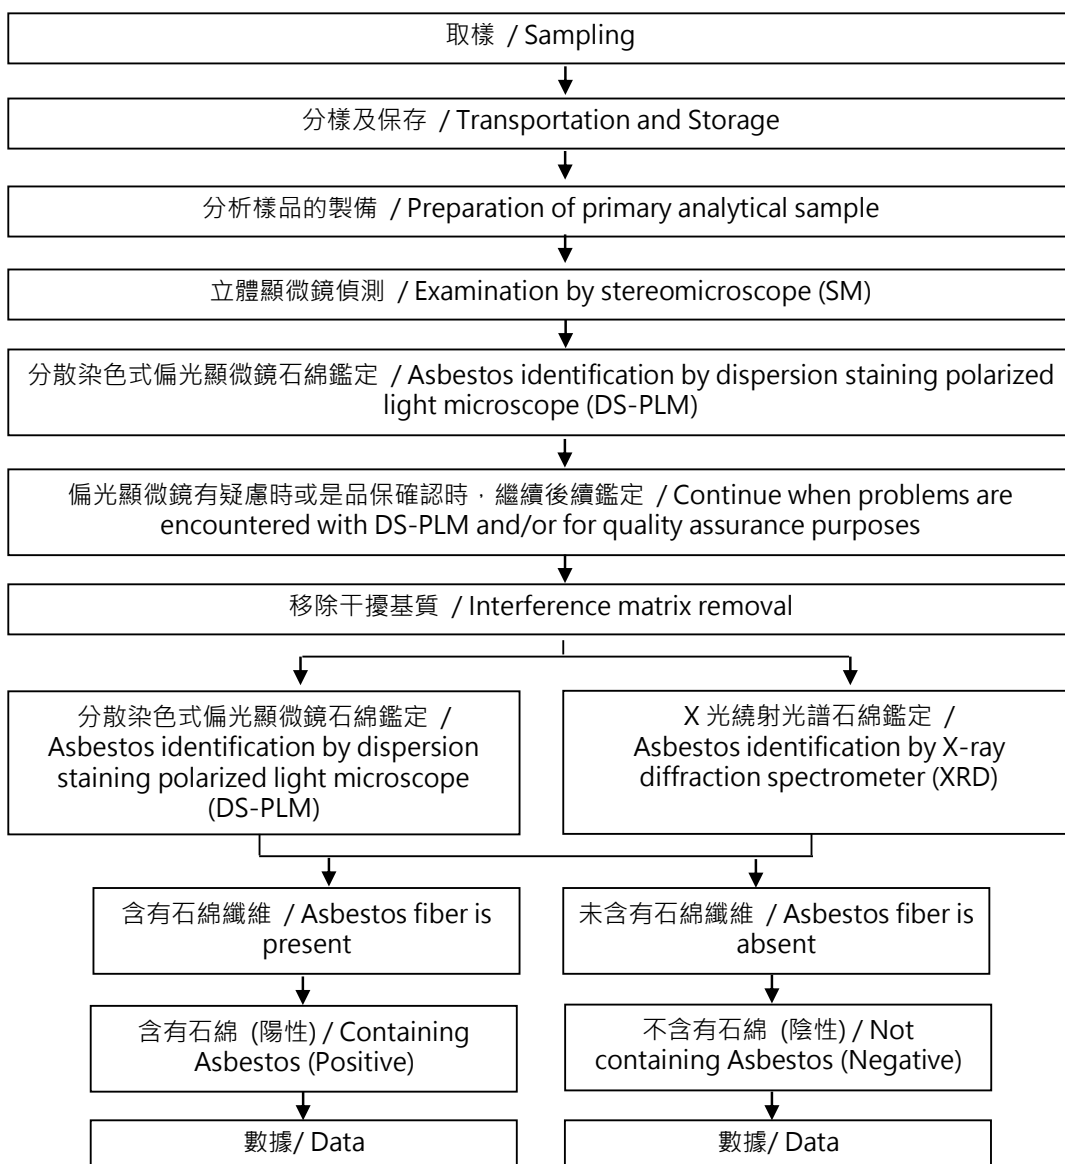 取樣 / Sampling
分樣及保存 / Transportation and Storage
分析樣品的製備 / Preparation of primary analytical sample
立體顯微鏡偵測 / Examination by stereomicroscope (SM)
分散染色式偏光顯微鏡石綿鑑定 / Asbestos identification by dispersion staining polarized
light microscope (DS-PLM)
偏光顯微鏡有疑慮時或是品保確認時，繼續後續鑑定 / Continue when problems are
encountered with DS-PLM and/or for quality assurance purposes
移除干擾基質 / Interference matrix removal
分散染色式偏光顯微鏡石綿鑑定 /
Asbestos identification by dispersion
staining polarized light microscope
(DS-PLM)
X 光繞射光譜石綿鑑定 /
Asbestos identification by X-ray
diffraction spectrometer (XRD)
含有石綿纖維 / Asbestos fiber is
present
未含有石綿纖維 / Asbestos fiber is
absent
含有石綿 (陽性) / Containing
Asbestos (Positive)
不含有石綿 (陰性) / Not
containing Asbestos (Negative)
數據/ Data
數據/ Data